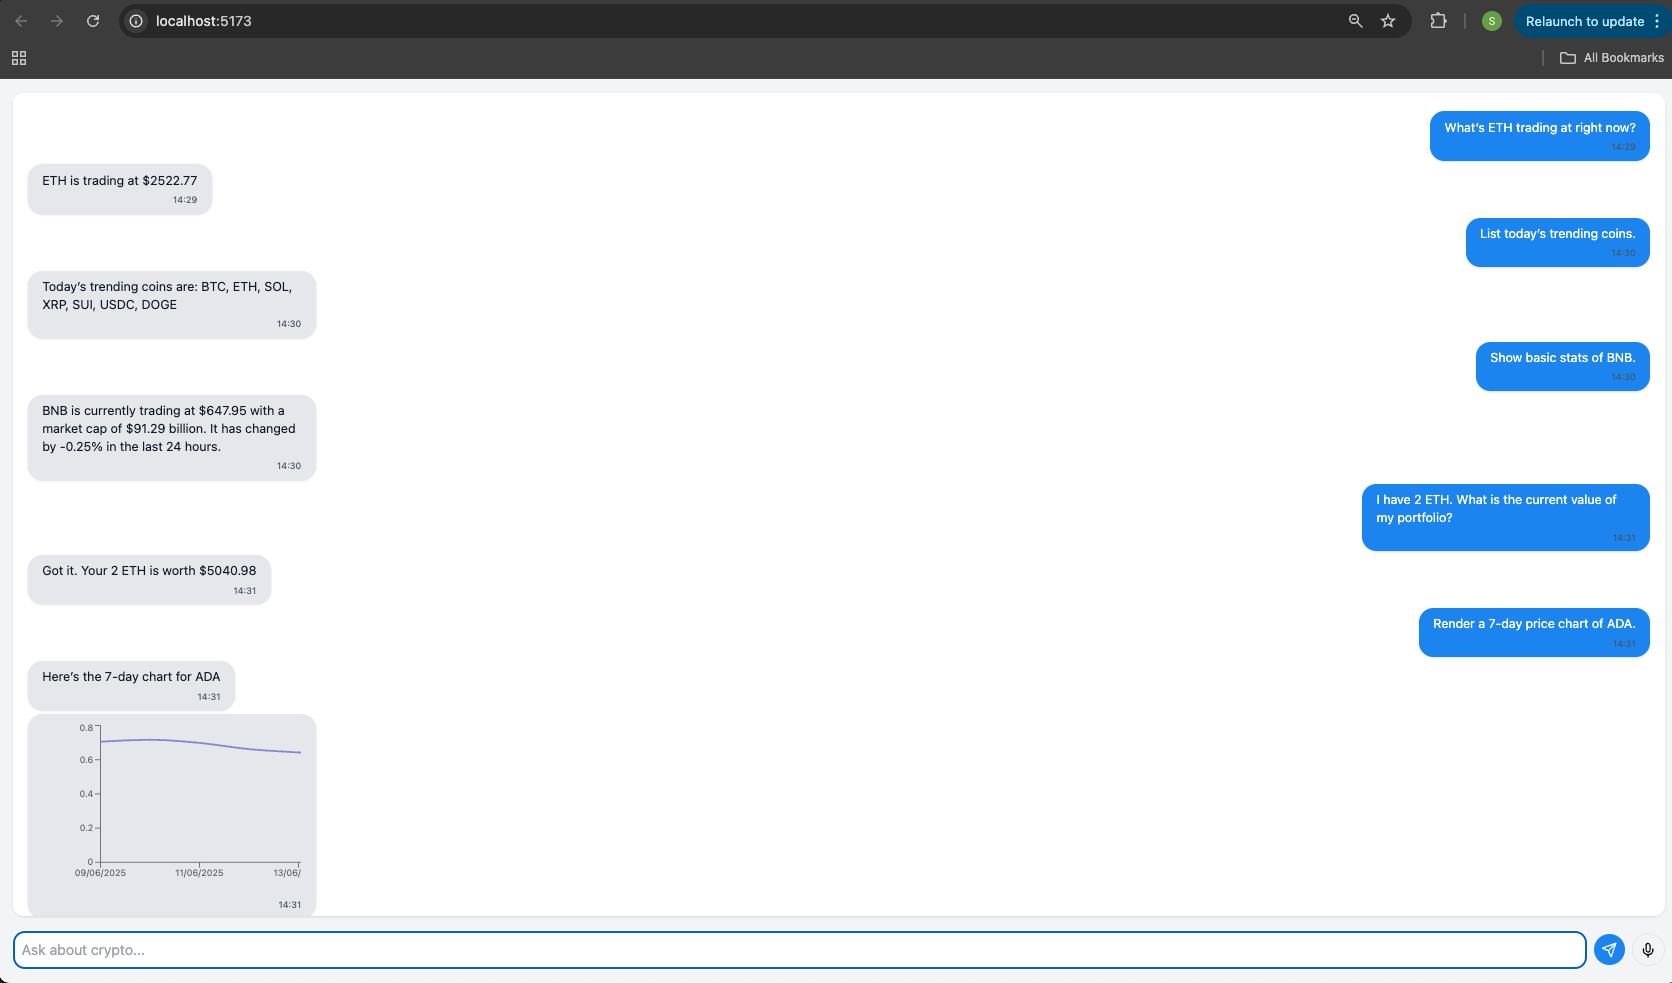 localhost:5173
S
Relaunch to update
All Bookmarks
What's ETH trading at right now?
14:29
ETH is trading at $2522.77
14:29
List today's trending coins.
14:30
Today's trending coins are: BTC, ETH, SOL,
XRP, SUI, USDC, DOGE
14:30
Show basic stats of BNB.
14:30
BNB is currently trading at $647.95 with a
market cap of $91.29 billion. It has changed
by -0.25% in the last 24 hours.
14:30
I have 2 ETH. What is the current value of
my portfolio?
14:31
Got it. Your 2 ETH is worth $5040.98
14:31
Render a 7-day price chart of ADA.
14:31
Here's the 7-day chart for ADA
14:31
0.8
0.6
0.4
0.2
0
09/06/2025 11/06/2025 13/06/
14:31
Ask about crypto...